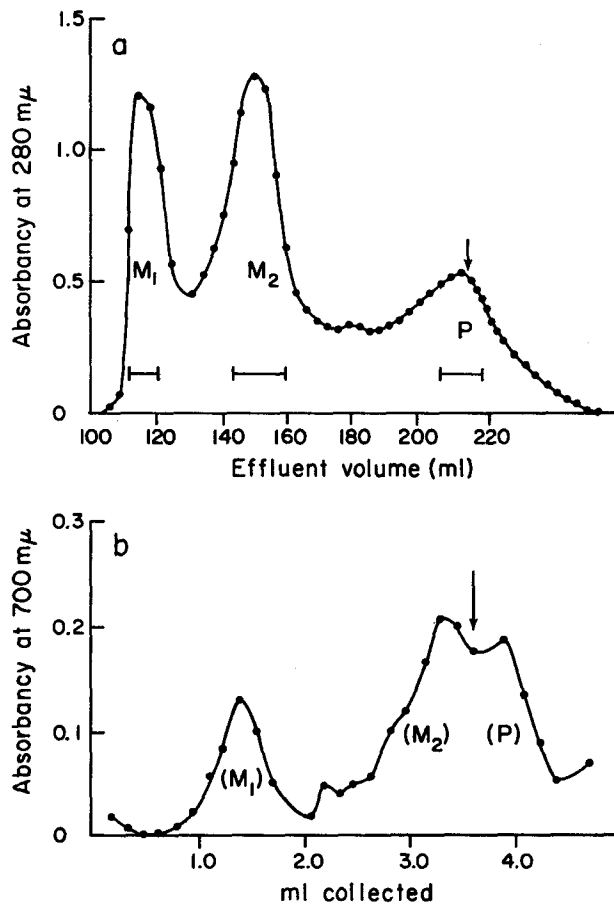 a
Absorbancy at 280 mμ
1.5
1.0
0.5
0
M₁
M₂
P
100 120 140 160 200 220
Effluent volume (ml)
b
Absorbancy at 700 mμ
0.3
0.2
0.1
0
(M₁)
(M₂)
(P)
1.0 2.0 3.0 4.0
ml collected